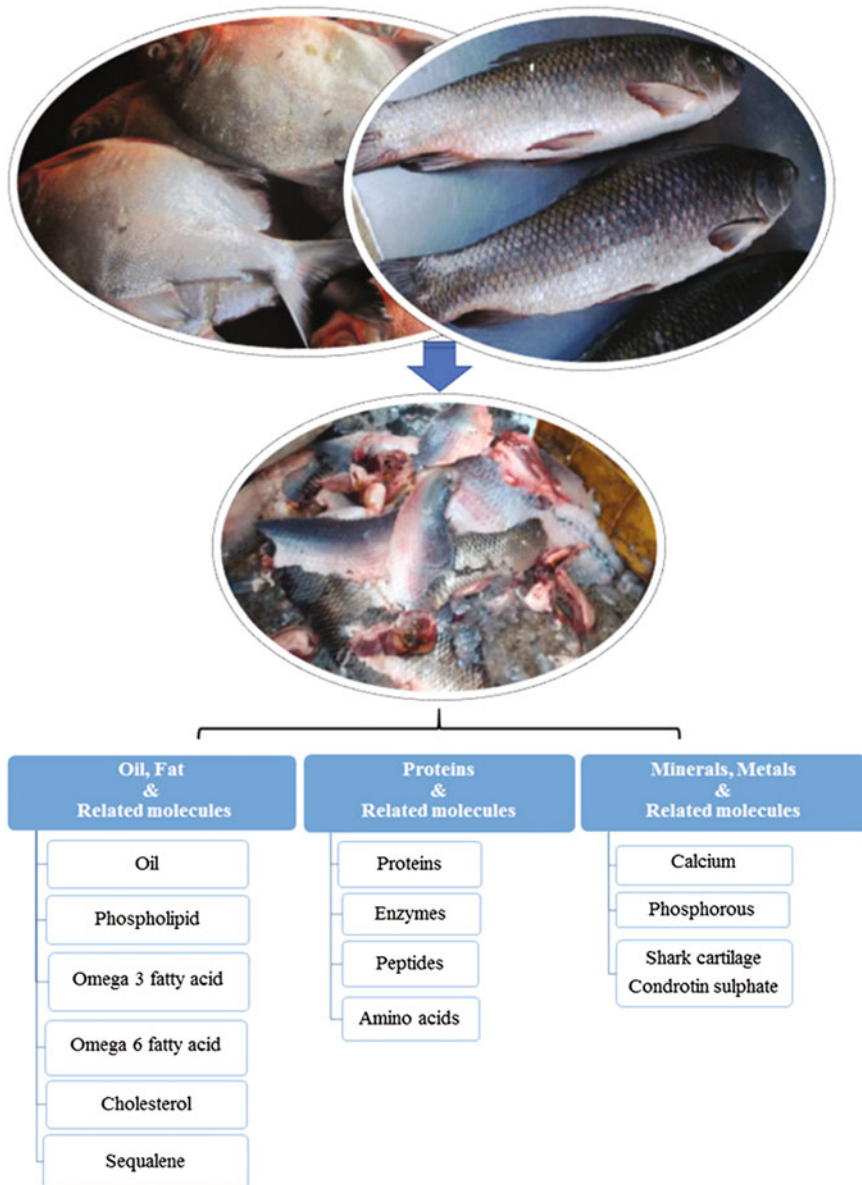 Oil, Fat
&
Related molecules
Oil
Phospholipid
Omega 3 fatty acid
Omega 6 fatty acid
Cholesterol
Sequalene
Proteins
&
Related molecules
Proteins
Enzymes
Peptides
Amino acids
Minerals, Metals
&
Related molecules
Calcium
Phosphorous
Shark cartilage
Condrotin sulphate